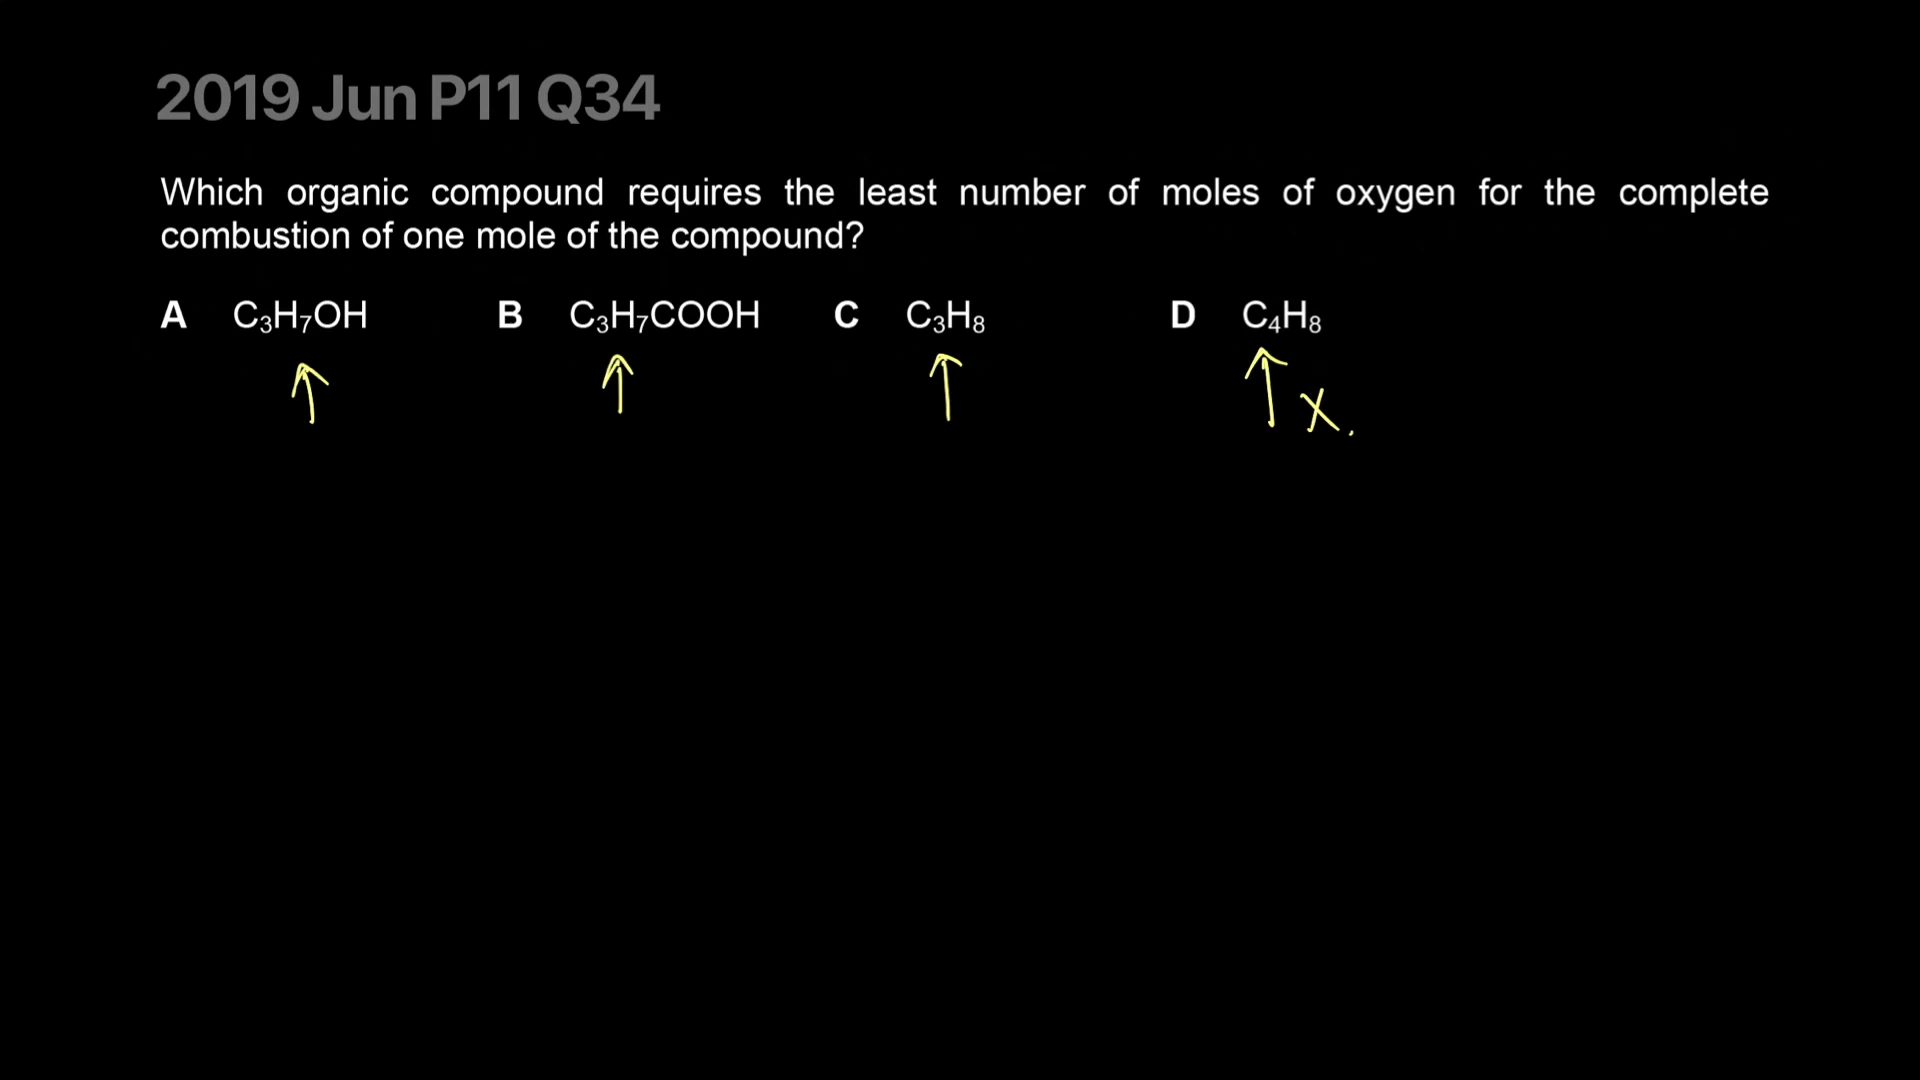 2019 Jun P11 Q34
Which organic compound requires the least number of moles of oxygen for the complete
combustion of one mole of the compound?
A C₃H₇OH B C₃H₇COOH C C₃H₈ D C₄H₈
X.